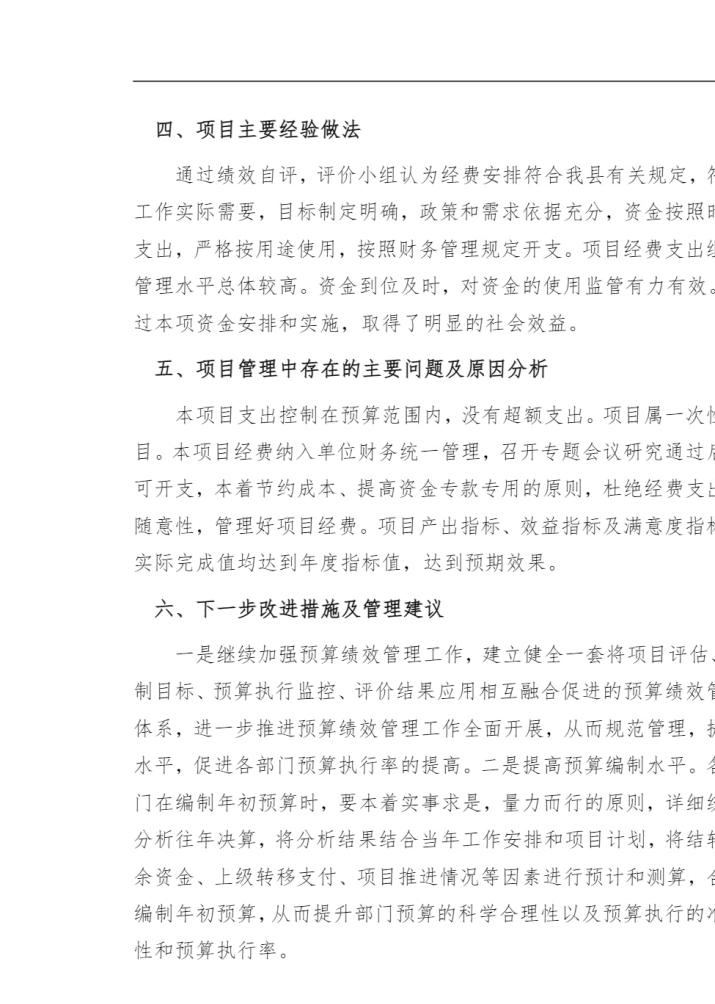 四、项目主要经验做法
通过绩效自评，评价小组认为经费安排符合我县有关规定，
工作实际需要，目标制定明确，政策和需求依据充分，资金按照
支出，严格按用途使用，按照财务管理规定开支。项目经费支出
管理水平总体较高。资金到位及时，对资金的使用监管有力有效。
过本项资金安排和实施，取得了明显的社会效益。
五、项目管理中存在的主要问题及原因分析
本项目支出控制在预算范围内，没有超额支出。项目属一次
目。本项目经费纳入单位财务统一管理，召开专题会议研究通过
可开支，本着节约成本、提高资金专款专用的原则，杜绝经费支出
随意性，管理好项目经费。项目产出指标、效益指标及满意度指标
实际完成值均达到年度指标值，达到预期效果。
六、下一步改进措施及管理建议
一是继续加强预算绩效管理工作，建立健全一套将项目评估、
制目标、预算执行监控、评价结果应用相互融合促进的预算绩效管
体系，进一步推进预算绩效管理工作全面开展，从而规范管理，
水平，促进各部门预算执行率的提高。二是提高预算编制水平。
门在编制年初预算时，要本着实事求是，量力而行的原则，详细
分析往年决算，将分析结果结合当年工作安排和项目计划，将结转
余资金、上级转移支付、项目推进情况等因素进行预计和测算，
编制年初预算，从而提升部门预算的科学合理性以及预算执行的
性和预算执行率。